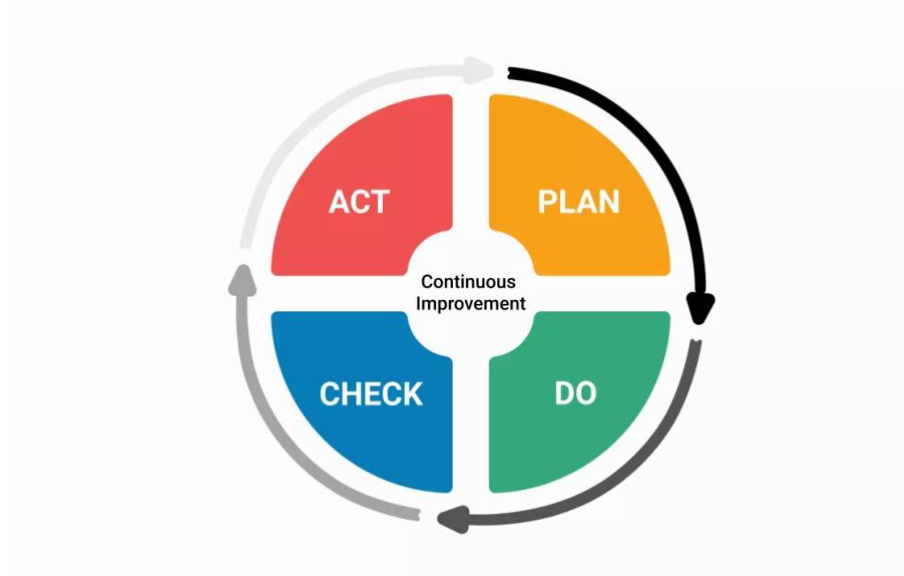 ACT
PLAN
Continuous
Improvement
CHECK
DO